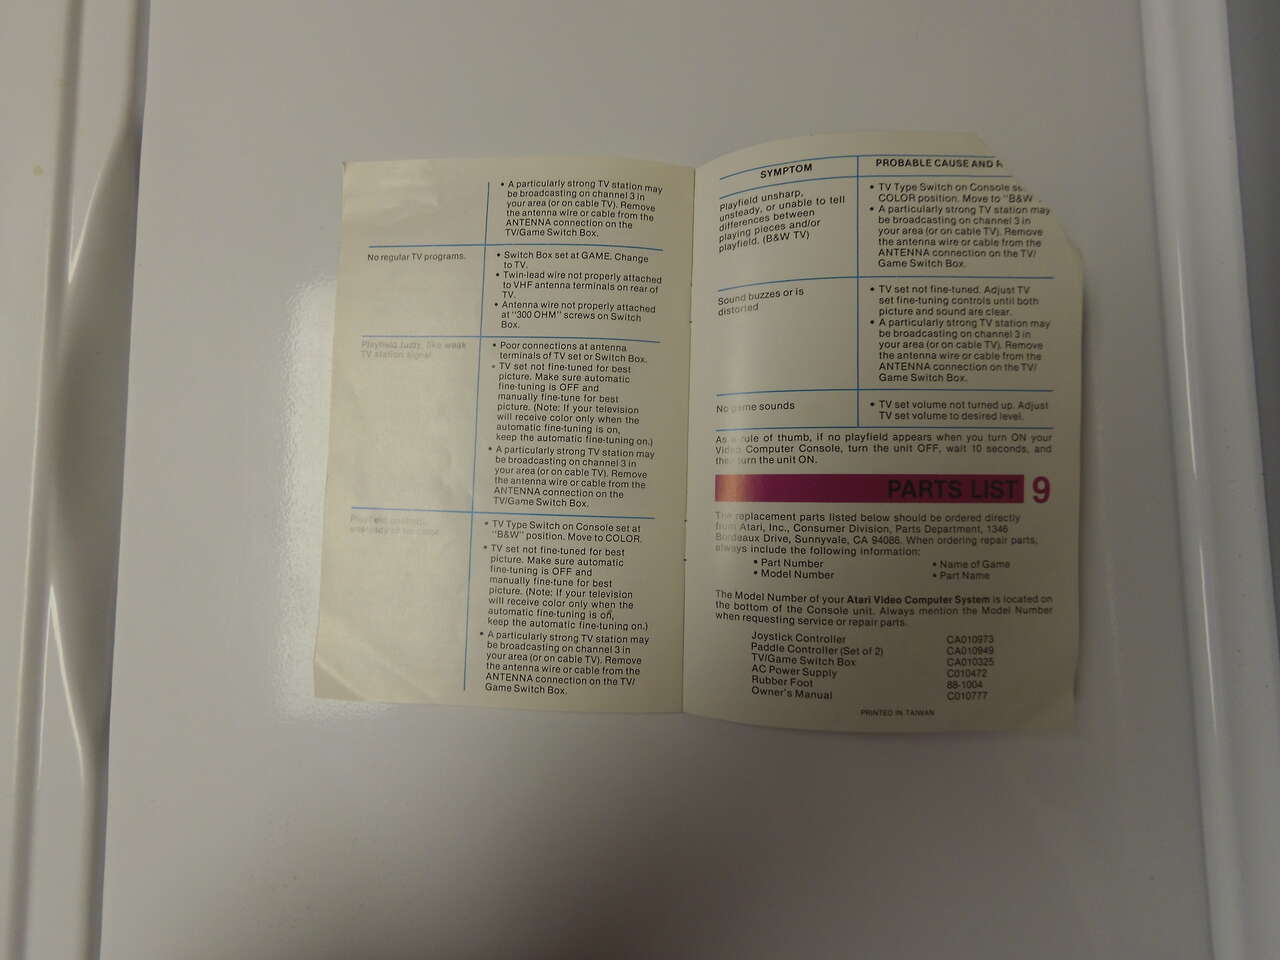 • A particularly strong TV station may
be broadcasting on channel 3 in
your area (or on cable TV). Remove
the antenna wire or cable from the
ANTENNA connection on the
TV/Game Switch Box.
No regular TV programs.
• Switch Box set at GAME. Change
to TV.
• Twin-lead wire not properly attached
to VHF antenna terminals on rear of
TV.
• Antenna wire not properly attached
at "300 OHM" screws on Switch
Box.
Playfield fuzzy, like weak
TV station signal
• Poor connections at antenna
terminals of TV set or Switch Box.
• TV set not fine-tuned for best
picture. Make sure automatic
fine-tuning is OFF and
manually fine-tune for best
picture. (Note: If your television
will receive color only when the
automatic fine-tuning is on,
keep the automatic fine-tuning on.)
• A particularly strong TV station may
be broadcasting on channel 3 in
your area (or on cable TV). Remove
the antenna wire or cable from the
ANTENNA connection on the
TV/Game Switch Box.
Playfield
• TV Type Switch on Console set at
"B&W" position. Move to COLOR.
• TV set not fine-tuned for best
picture. Make sure automatic
fine-tuning is OFF and
manually fine-tune for best
picture. (Note: If your television
will receive color only when the
automatic fine-tuning is on,
keep the automatic fine-tuning on.)
• A particularly strong TV station may
be broadcasting on channel 3 in
your area (or on cable TV). Remove
the antenna wire or cable from the
ANTENNA connection on the TV/
Game Switch Box.
SYMPTOM
PROBABLE CAUSE AND
Playfield unsharp,
unsteady, or unable to tell
differences between
playing pieces and/or
playfield. (B&W TV)
• TV Type Switch on Console
COLOR position. Move to "B&W
• A particularly strong TV station may
be broadcasting on channel 3 in
your area (or on cable TV). Remove
the antenna wire or cable from the
ANTENNA connection on the TV/
Game Switch Box.
Sound buzzes or is
distorted
• TV set not fine-tuned. Adjust TV
set fine-tuning controls until both
picture and sound are clear.
• A particularly strong TV station may
be broadcasting on channel 3 in
your area (or on cable TV). Remove
the antenna wire or cable from the
ANTENNA connection on the TV/
Game Switch Box.
No game sounds
• TV set volume not turned up. Adjust
TV set volume to desired level.
As a rule of thumb, if no playfield appears when you turn ON your
Video Computer Console, turn the unit OFF, wait 10 seconds, and
then turn the unit ON.
PARTS LIST 9
The replacement parts listed below should be ordered directly
from Atari, Inc., Consumer Division, Parts Department, 1346
Bordeaux Drive, Sunnyvale, CA 94086. When ordering repair parts,
always include the following information:
• Part Number • Name of Game
• Model Number • Part Name
The Model Number of your Atari Video Computer System is located on
the bottom of the Console unit. Always mention the Model Number
when requesting service or repair parts.
Joystick Controller CA010973
Paddle Controller (Set of 2) CA010949
TV/Game Switch Box CA010325
AC Power Supply C010472
Rubber Foot 88-1004
Owner's Manual C010777
PRINTED IN TAIWAN